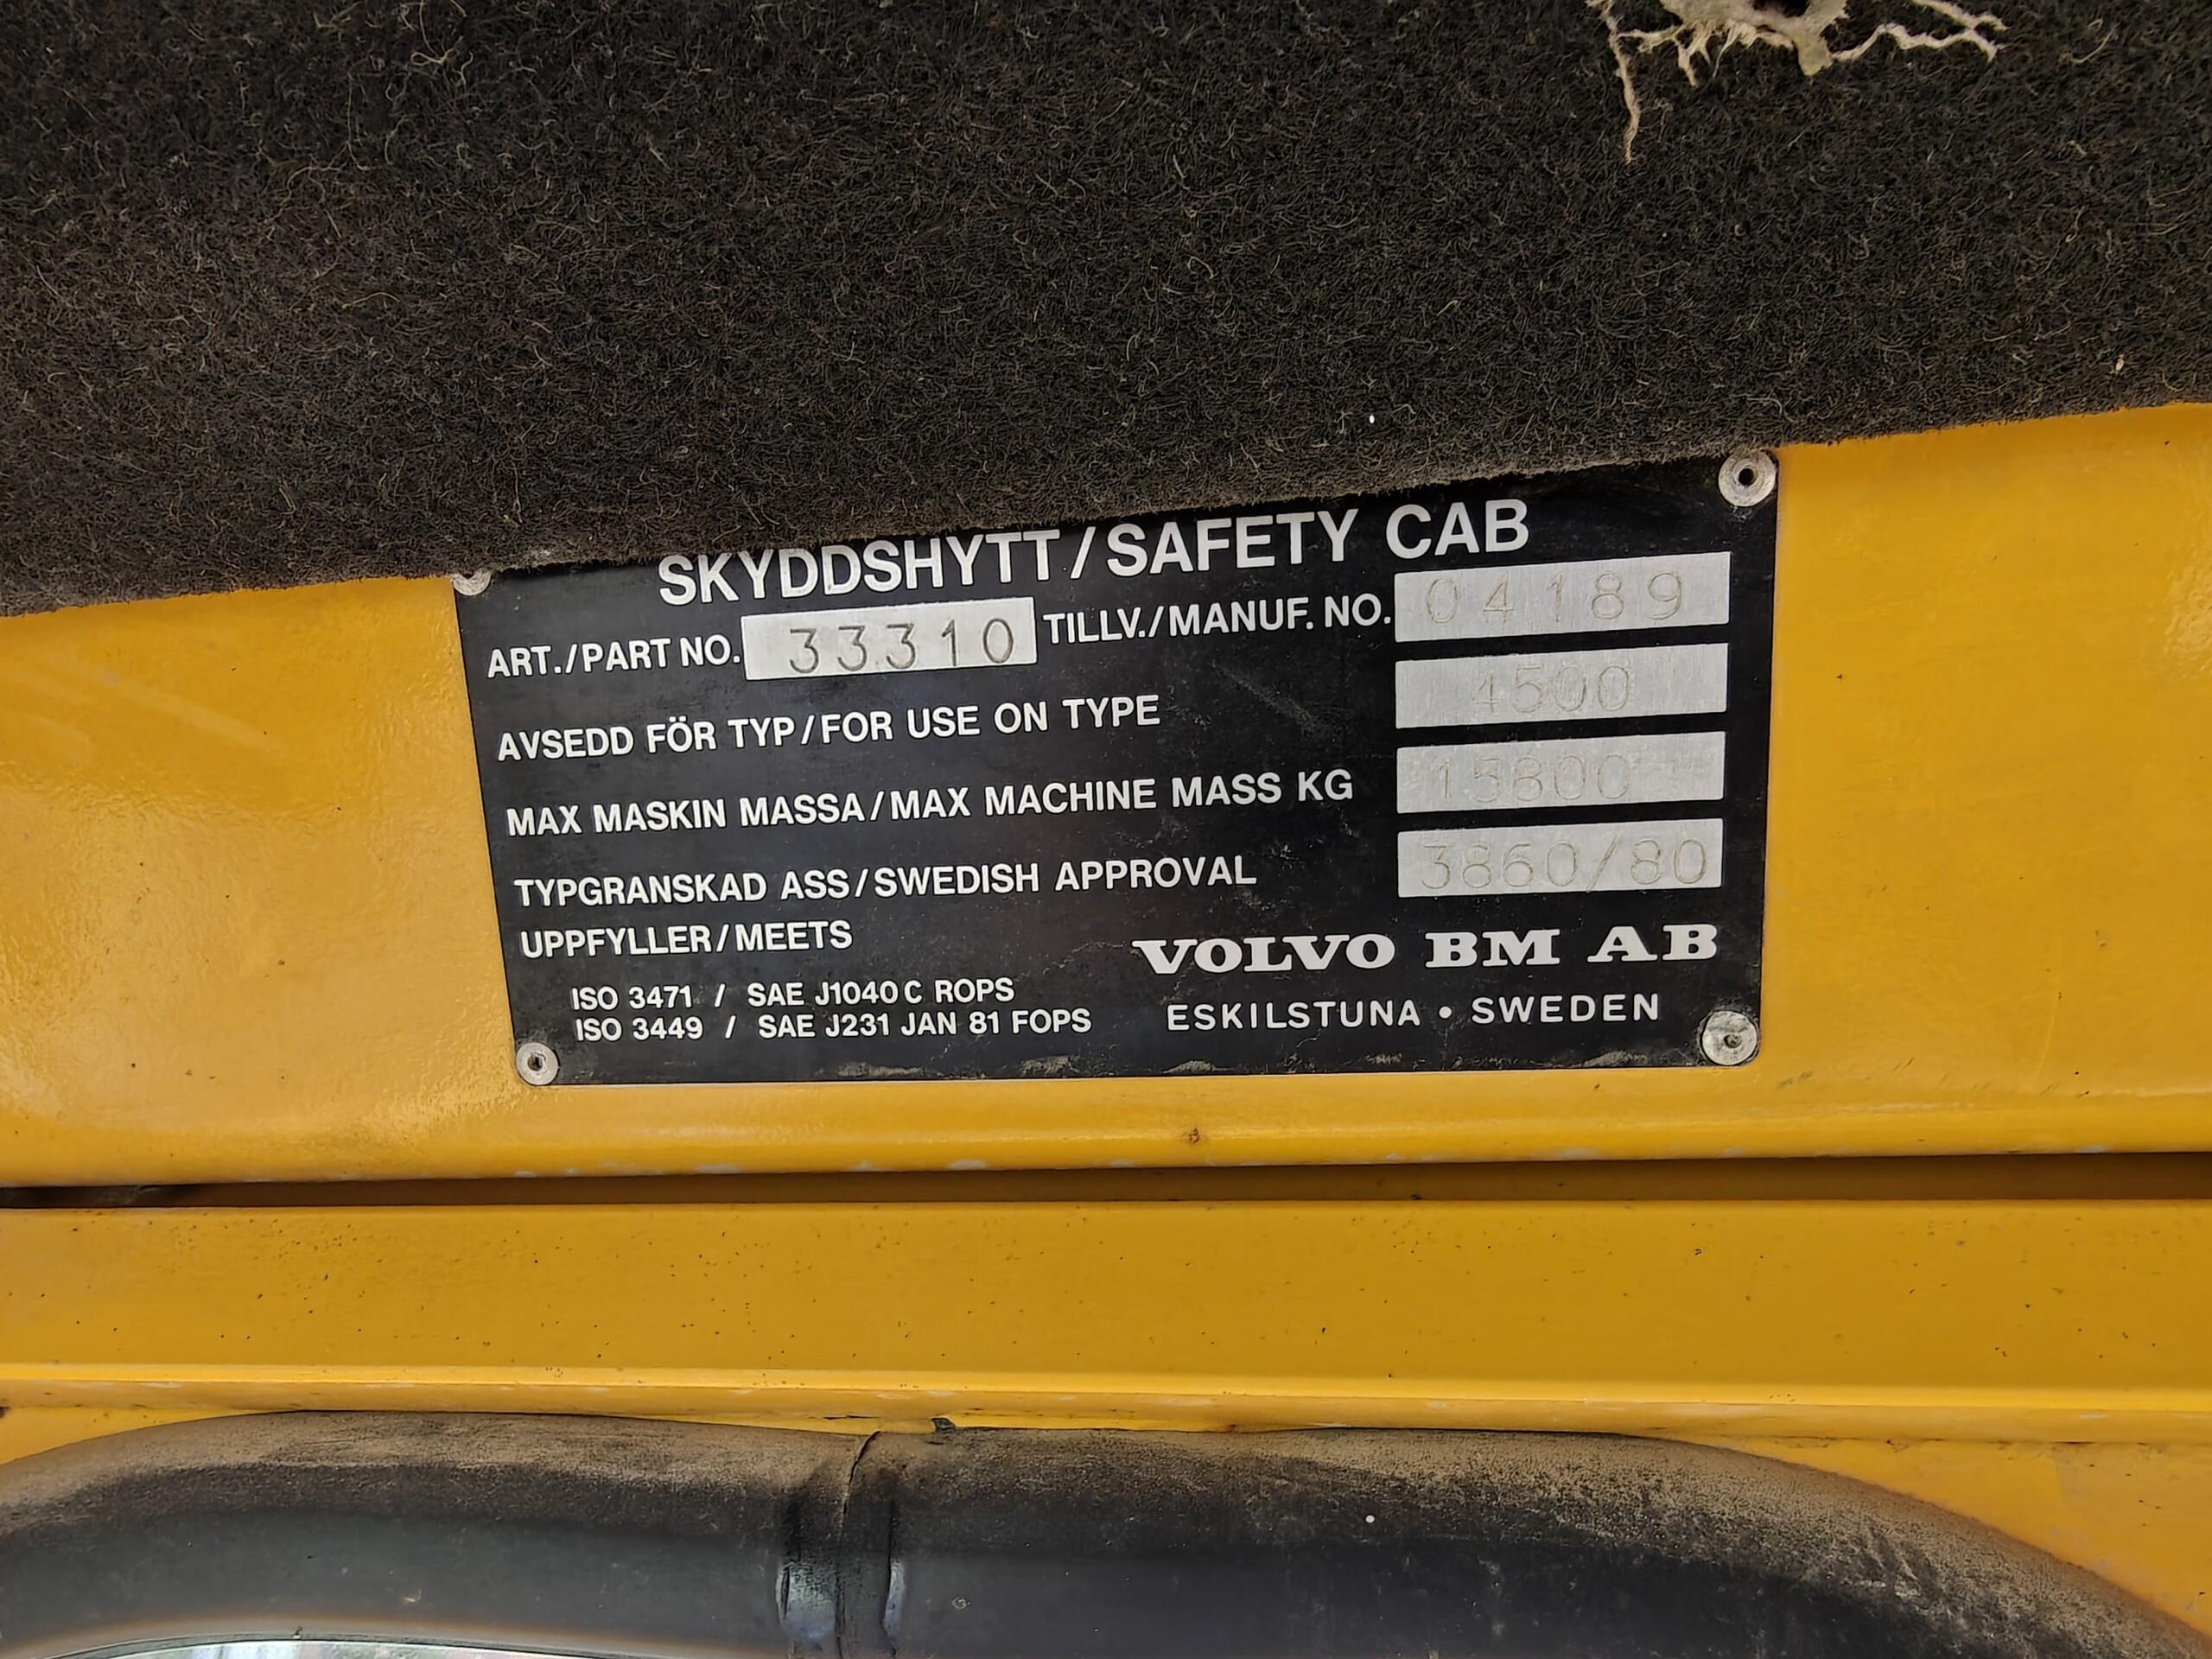 SKYDDSHYTT/SAFETY CAB
ART./PART NO. 33310 TILLV./MANUF. NO. 04189
AVSEDD FÖR TYP/FOR USE ON TYPE 4500
MAX MASKIN MASSA/MAX MACHINE MASS KG 15800
TYPGRANSKAD ASS/SWEDISH APPROVAL 3860/80
UPPFYLLER/MEETS
ISO 3471 / SAE J1040C ROPS
ISO 3449 / SAE J231 JAN 81 FOPS
VOLVO BM AB
ESKILSTUNA • SWEDEN